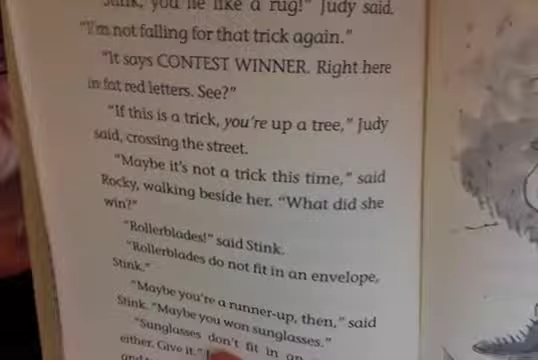 Stink, you lie like a rug!" Judy said.
"I'm not falling for that trick again."
"It says CONTEST WINNER. Right here
in fat red letters. See?"
"If this is a trick, you're up a tree," Judy
said, crossing the street.
"Maybe it's not a trick this time," said
Rocky, walking beside her. "What did she
win?"
"Rollerblades!" said Stink.
"Rollerblades do not fit in an envelope,
Stink."
"Maybe you're a runner-up, then," said
Stink. "Maybe you won sunglasses."
"Sunglasses don't fit in an
either. Give it."